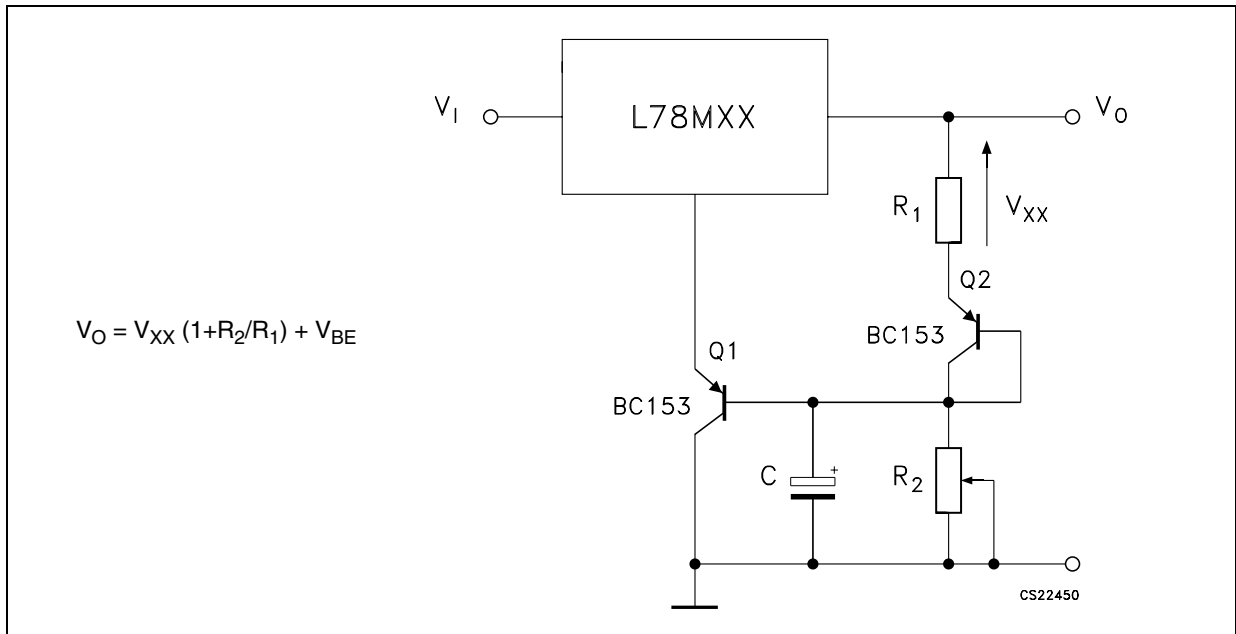 L78MXX
V_I
V_O
R_1
V_XX
Q2
BC153
V_O = V_XX (1+R_2/R_1) + V_BE
Q1
BC153
C
+
R_2
CS22450